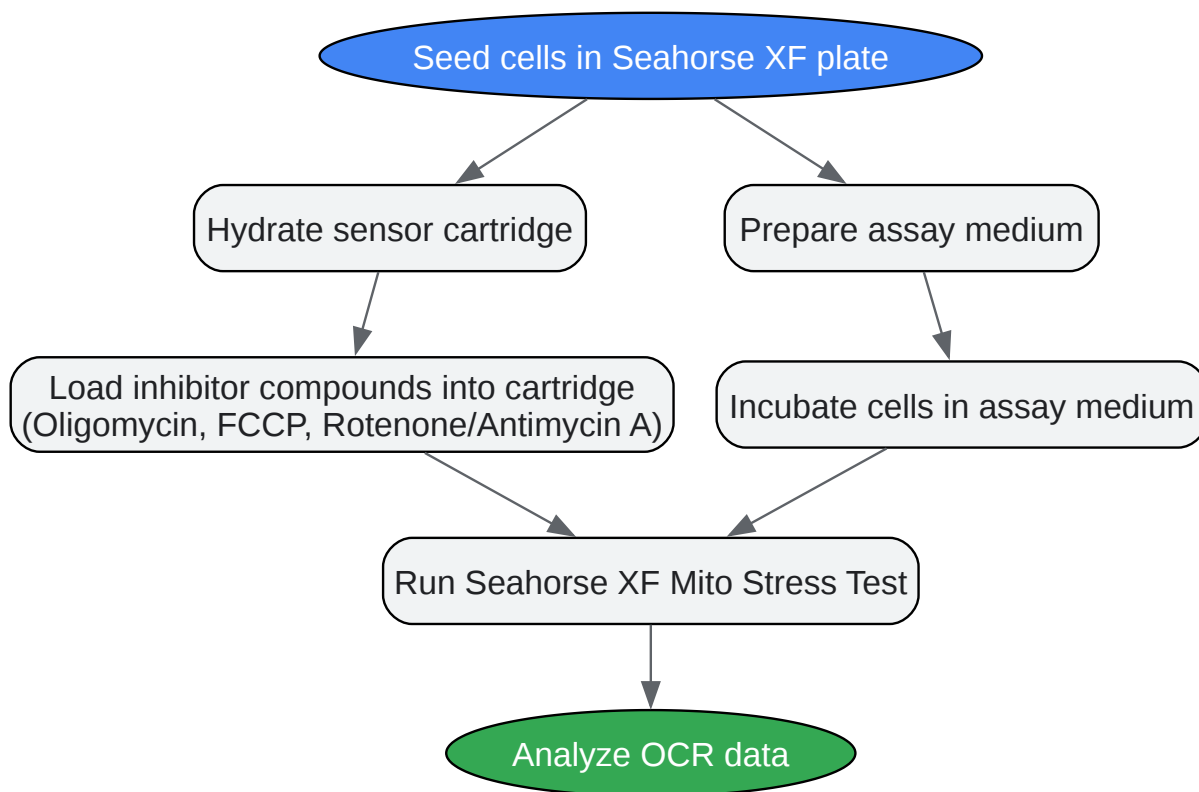 Seed cells in Seahorse XF plate
Hydrate sensor cartridge
Prepare assay medium
Load inhibitor compounds into cartridge
(Oligomycin, FCCP, Rotenone/Antimycin A)
Incubate cells in assay medium
Run Seahorse XF Mito Stress Test
Analyze OCR data